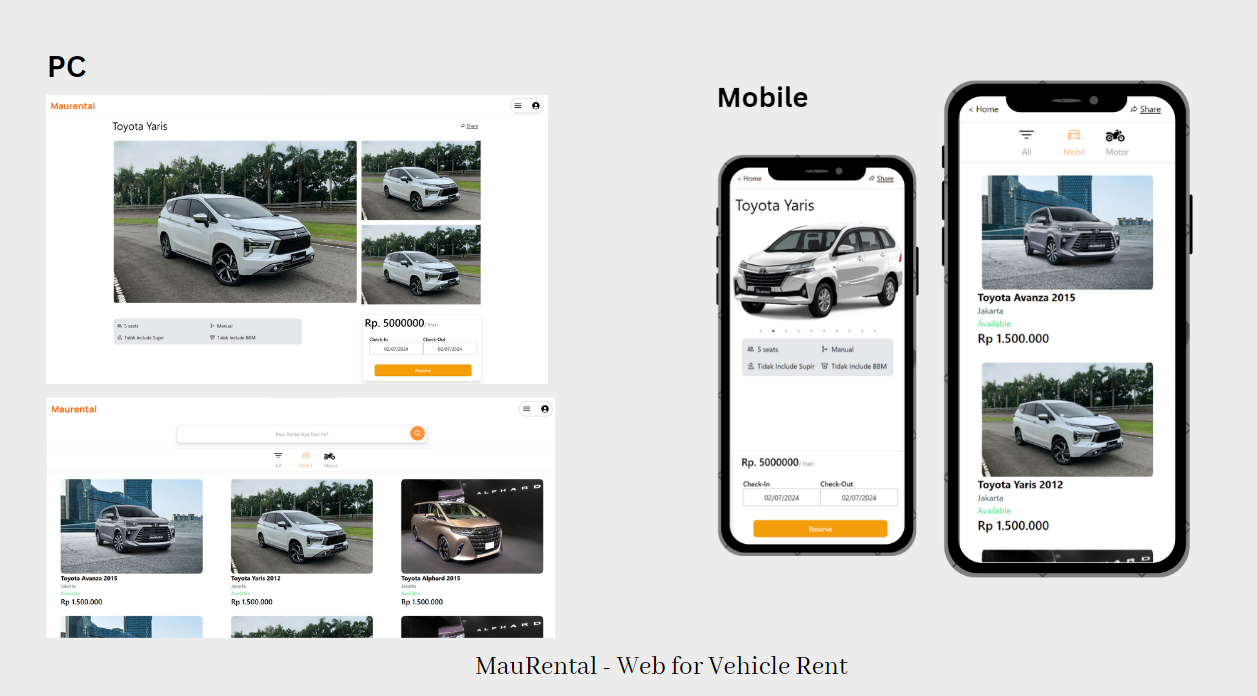 PC
Maurental
Toyota Yaris
Share
5 seats
Manual
Tidak Include Supir
Tidak Include BBM
Rp. 5000000/ Hari
Check-In
Check-Out
02/07/2024
02/07/2024
Reserve
Maurental
Mau Rental Apa Hari Ini?
All
Mobil
Motor
Toyota Avanza 2015
Jakarta
Available
Rp 1.500.000
Toyota Yaris 2012
Jakarta
Available
Rp 1.500.000
ALPHARD
Toyota Alphard 2015
Jakarta
Available
Rp 1.500.000
ALPHARD
Mobile
< Home
Share
Toyota Yaris
5 seats
Manual
Tidak Include Supir
Tidak Include BBM
Rp. 5000000/ Hari
Check-In
Check-Out
02/07/2024
02/07/2024
Reserve
< Home
Share
All
Mobil
Motor
Toyota Avanza 2015
Jakarta
Available
Rp 1.500.000
Toyota Yaris 2012
Jakarta
Available
Rp 1.500.000
MauRental - Web for Vehicle Rent